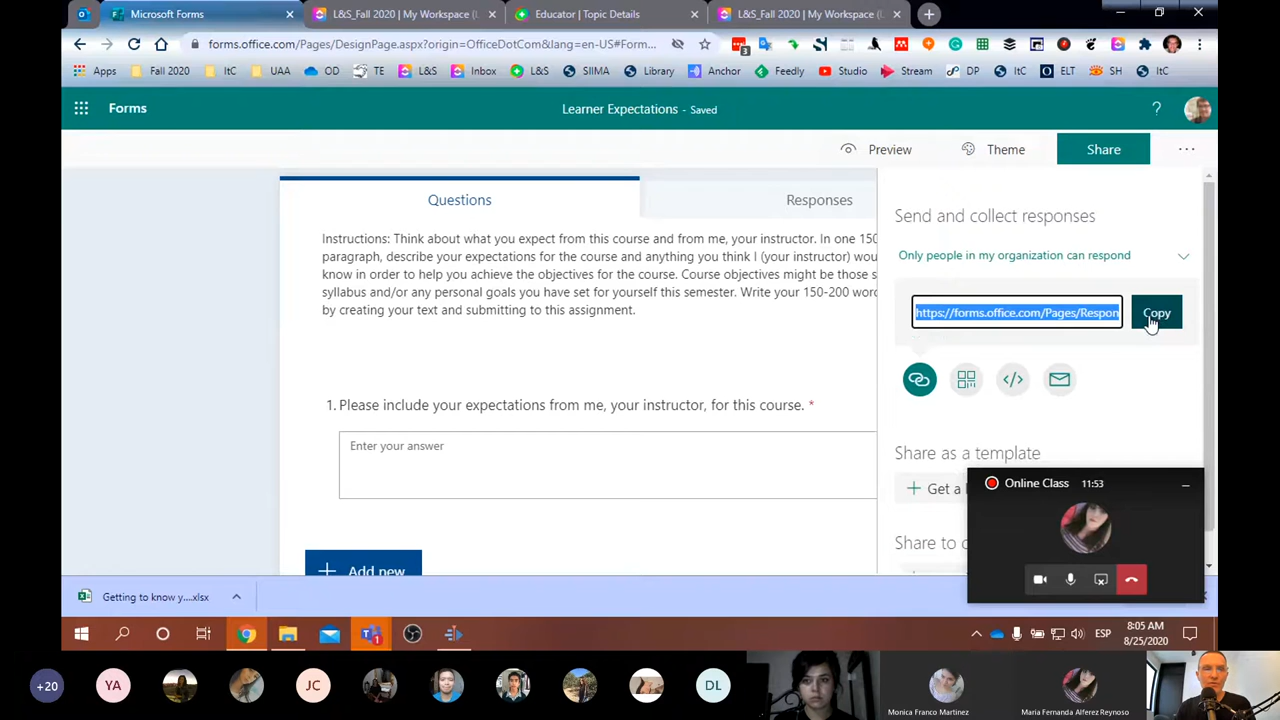 Microsoft Forms
L&S_Fall 2020 | My Workspace (
Educator | Topic Details
L&S_Fall 2020 | My Workspace (
forms.office.com/Pages/DesignPage.aspx?origin=OfficeDotCom&lang=en-US#Form...
3
Apps
Fall 2020
ItC
UAA
OD
TE
L&S
Inbox
L&S
SIIMA
Library
Anchor
Feedly
Studio
Stream
DP
ItC
ELT
SH
ItC
Forms
Learner Expectations - Saved
?
Preview
Theme
Share
...
Questions
Responses
Send and collect responses
Only people in my organization can respond
Instructions: Think about what you expect from this course and from me, your instructor. In one 150
paragraph, describe your expectations for the course and anything you think I (your instructor) wou
know in order to help you achieve the objectives for the course. Course objectives might be those s
syllabus and/or any personal goals you have set for yourself this semester. Write your 150-200 word
by creating your text and submitting to this assignment.
https://forms.office.com/Pages/Respon
Copy
1. Please include your expectations from me, your instructor, for this course. *
Enter your answer
Share as a template
+ Get a l
Online Class 11:53
Share to c
+ Add new
Getting to know y....xlsx
1
ESP
8:05 AM
8/25/2020
+20
YA
JC
DL
Monica Franco Martinez
Maria Fernanda Alferez Reynoso